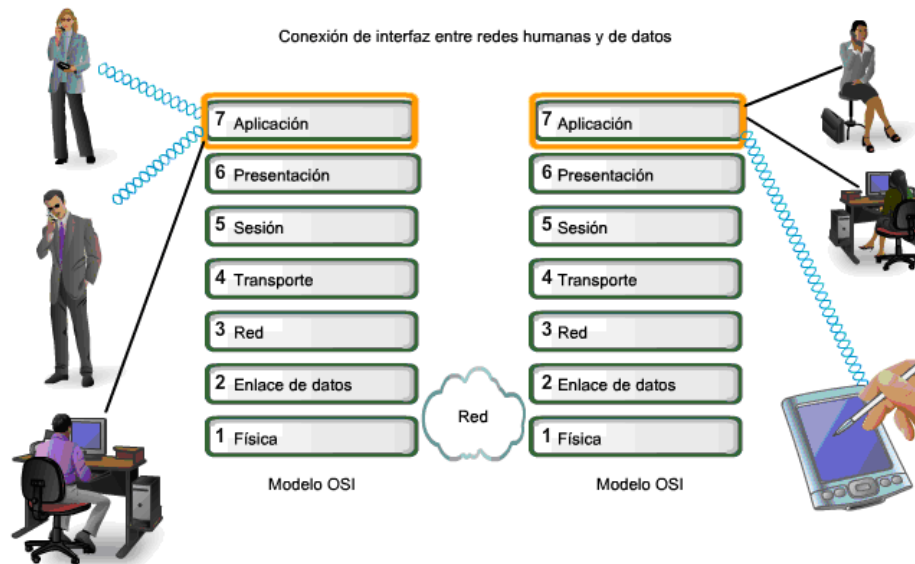 Conexión de interfaz entre redes humanas y de datos
7 Aplicación
6 Presentación
5 Sesión
4 Transporte
3 Red
2 Enlace de datos
1 Física
Modelo OSI
Red
7 Aplicación
6 Presentación
5 Sesión
4 Transporte
3 Red
2 Enlace de datos
1 Física
Modelo OSI